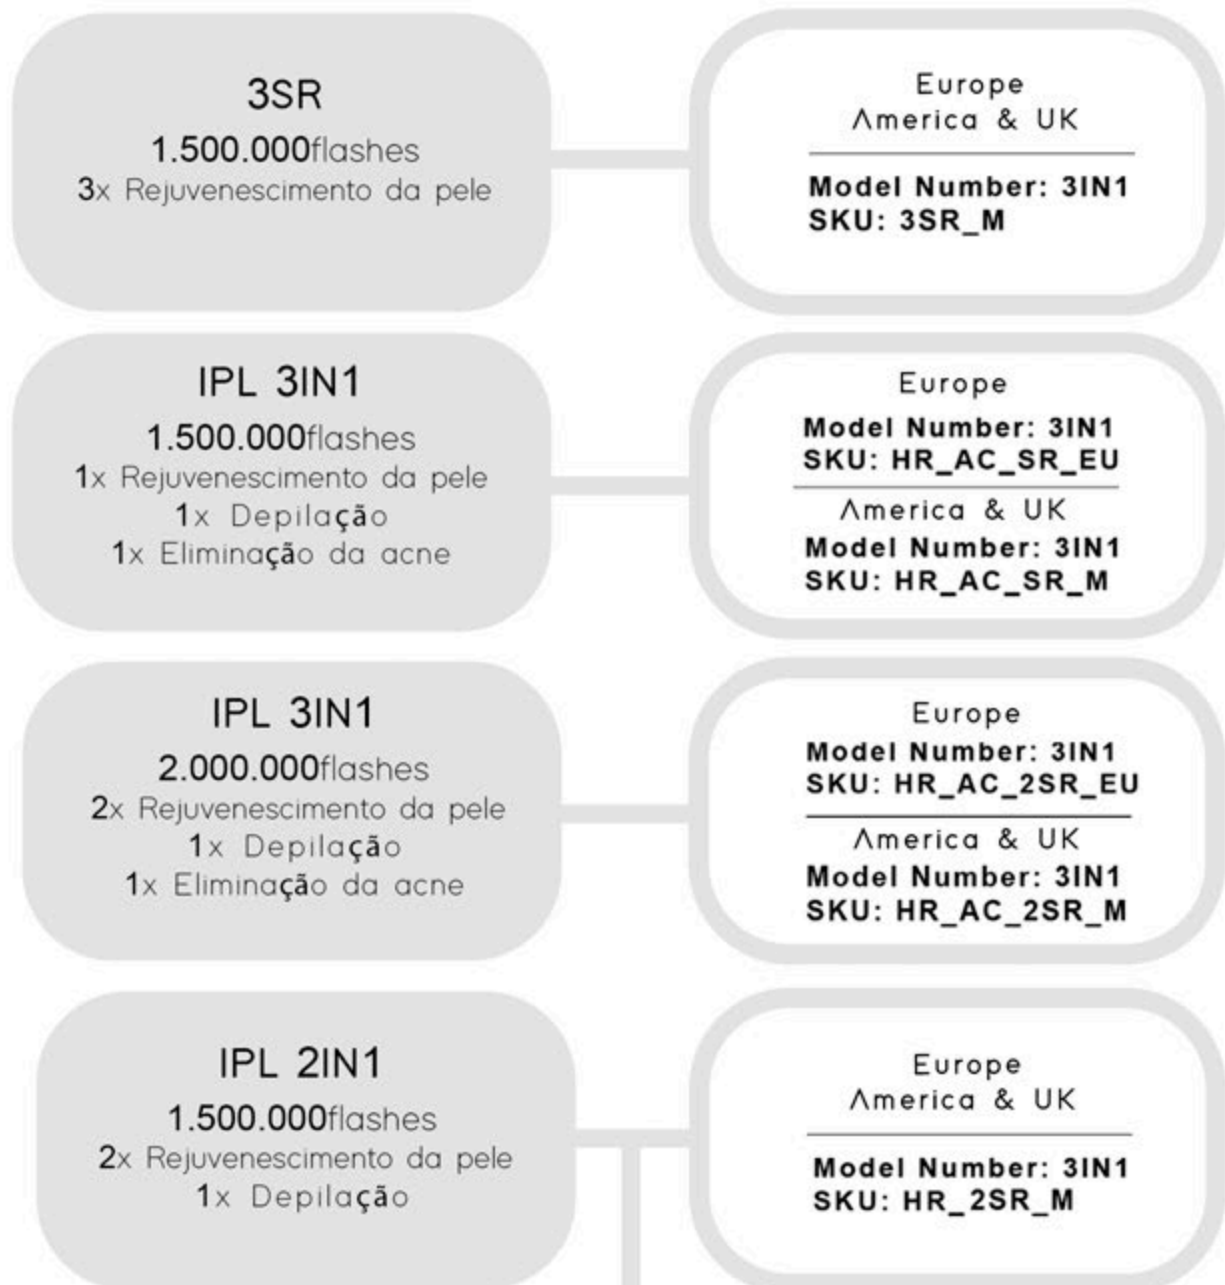 3SR
1.500.000flashes
3x Rejuvenescimento da pele
Europe
America & UK
Model Number: 3IN1
SKU: 3SR_M
IPL 3IN1
1.500.000flashes
1x Rejuvenescimento da pele
1x Depilação
1x Eliminação da acne
Europe
Model Number: 3IN1
SKU: HR_AC_SR_EU
America & UK
Model Number: 3IN1
SKU: HR_AC_SR_M
IPL 3IN1
2.000.000flashes
2x Rejuvenescimento da pele
1x Depilação
1x Eliminação da acne
Europe
Model Number: 3IN1
SKU: HR_AC_2SR_EU
America & UK
Model Number: 3IN1
SKU: HR_AC_2SR_M
IPL 2IN1
1.500.000flashes
2x Rejuvenescimento da pele
1x Depilação
Europe
America & UK
Model Number: 3IN1
SKU: HR_2SR_M